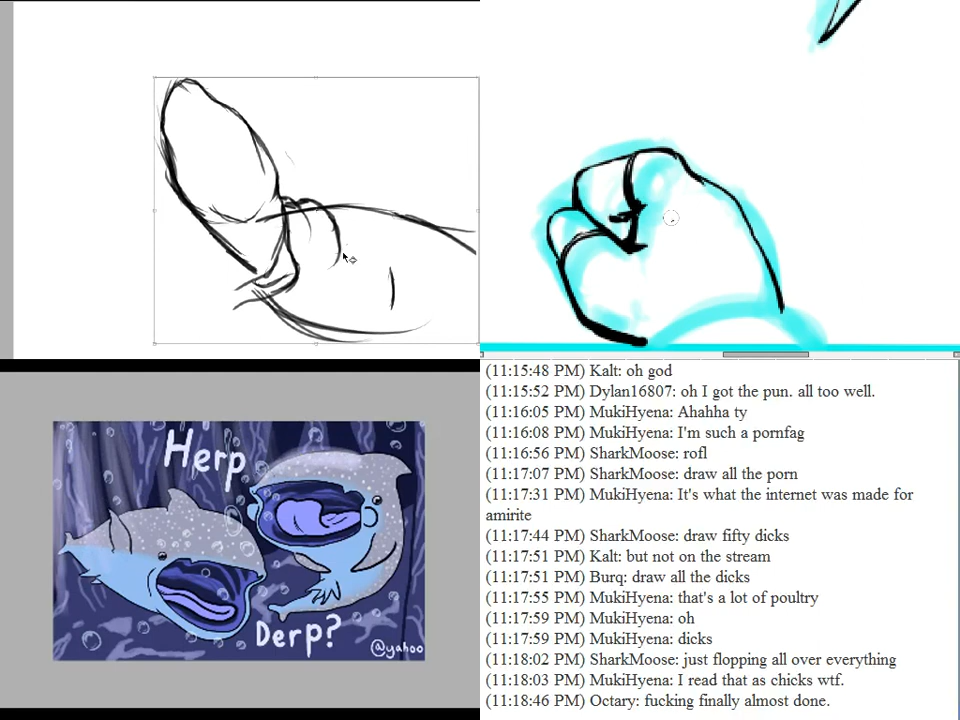 Herp
Derp?
@yahoo
(11:15:48 PM) Kalt: oh god
(11:15:52 PM) Dylan16807: oh I got the pun. all too well.
(11:16:05 PM) MukiHyena: Ahahha ty
(11:16:08 PM) MukiHyena: I'm such a pornfag
(11:16:56 PM) SharkMoose: rofl
(11:17:07 PM) SharkMoose: draw all the porn
(11:17:31 PM) MukiHyena: It's what the internet was made for
amirite
(11:17:44 PM) SharkMoose: draw fifty dicks
(11:17:51 PM) Kalt: but not on the stream
(11:17:51 PM) Burq: draw all the dicks
(11:17:55 PM) MukiHyena: that's a lot of poultry
(11:17:59 PM) MukiHyena: oh
(11:17:59 PM) MukiHyena: dicks
(11:18:02 PM) SharkMoose: just flopping all over everything
(11:18:03 PM) MukiHyena: I read that as chicks wtf.
(11:18:46 PM) Octary: fucking finally almost done.